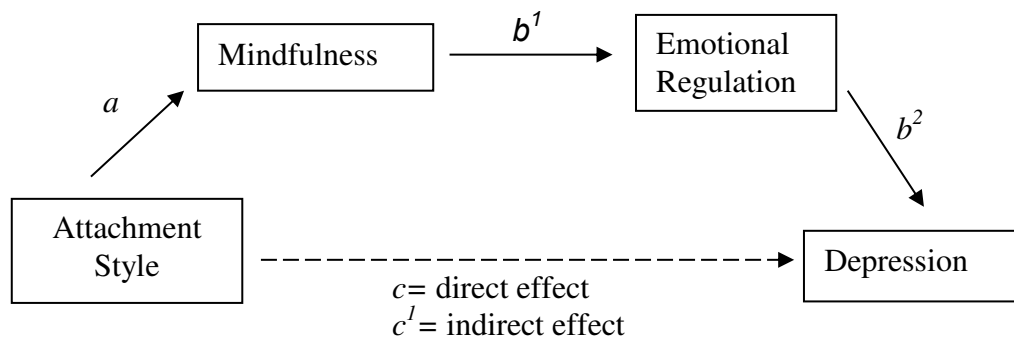 Mindfulness
b¹
Emotional
Regulation
a
b²
Attachment
Style
Depression
c= direct effect
c¹= indirect effect